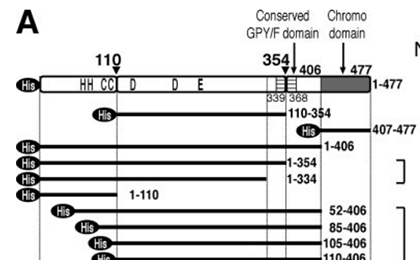 A
Conserved Chromo
GPY/F domain domain
N
110 354 406 477
His HH CC D D E 1-477
339 368
His 110-354
His 407-477
His 1-406
His 1-354
His 1-334
His 1-110
His 52-406
His 85-406
His 105-406
His 110-406